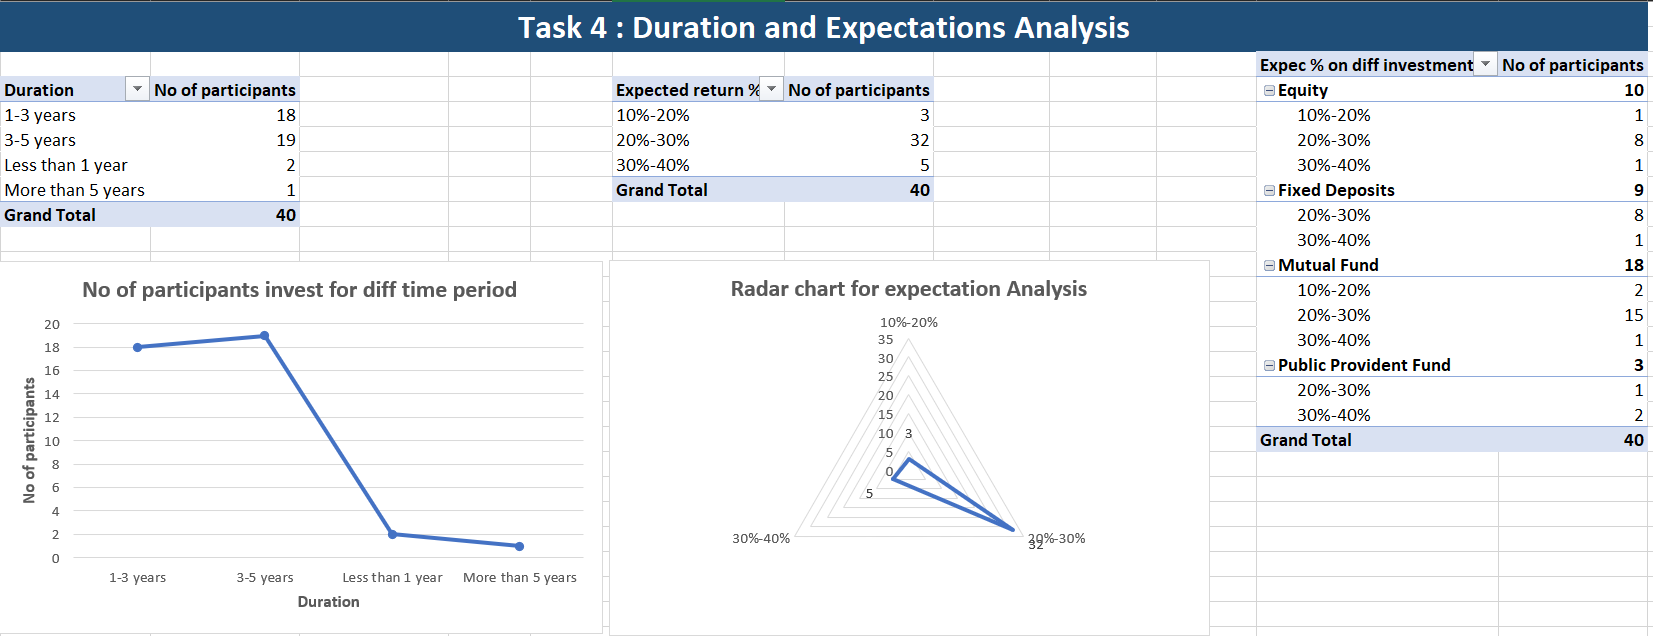 Task 4 : Duration and Expectations Analysis
Duration No of participants
1-3 years 18
3-5 years 19
Less than 1 year 2
More than 5 years 1
Grand Total 40
Expected return % No of participants
10%-20% 3
20%-30% 32
30%-40% 5
Grand Total 40
Expec % on diff investment No of participants
Equity 10
10%-20% 1
20%-30% 8
30%-40% 1
Fixed Deposits 9
20%-30% 8
30%-40% 1
Mutual Fund 18
10%-20% 2
20%-30% 15
30%-40% 1
Public Provident Fund 3
20%-30% 1
30%-40% 2
Grand Total 40
No of participants invest for diff time period
No of participants
20
18
16
14
12
10
8
6
4
2
0
1-3 years 3-5 years Less than 1 year More than 5 years
Duration
Radar chart for expectation Analysis
10%-20%
35
30
25
20
15
10 3
5
0
5
30%-40% 20%-30%
32